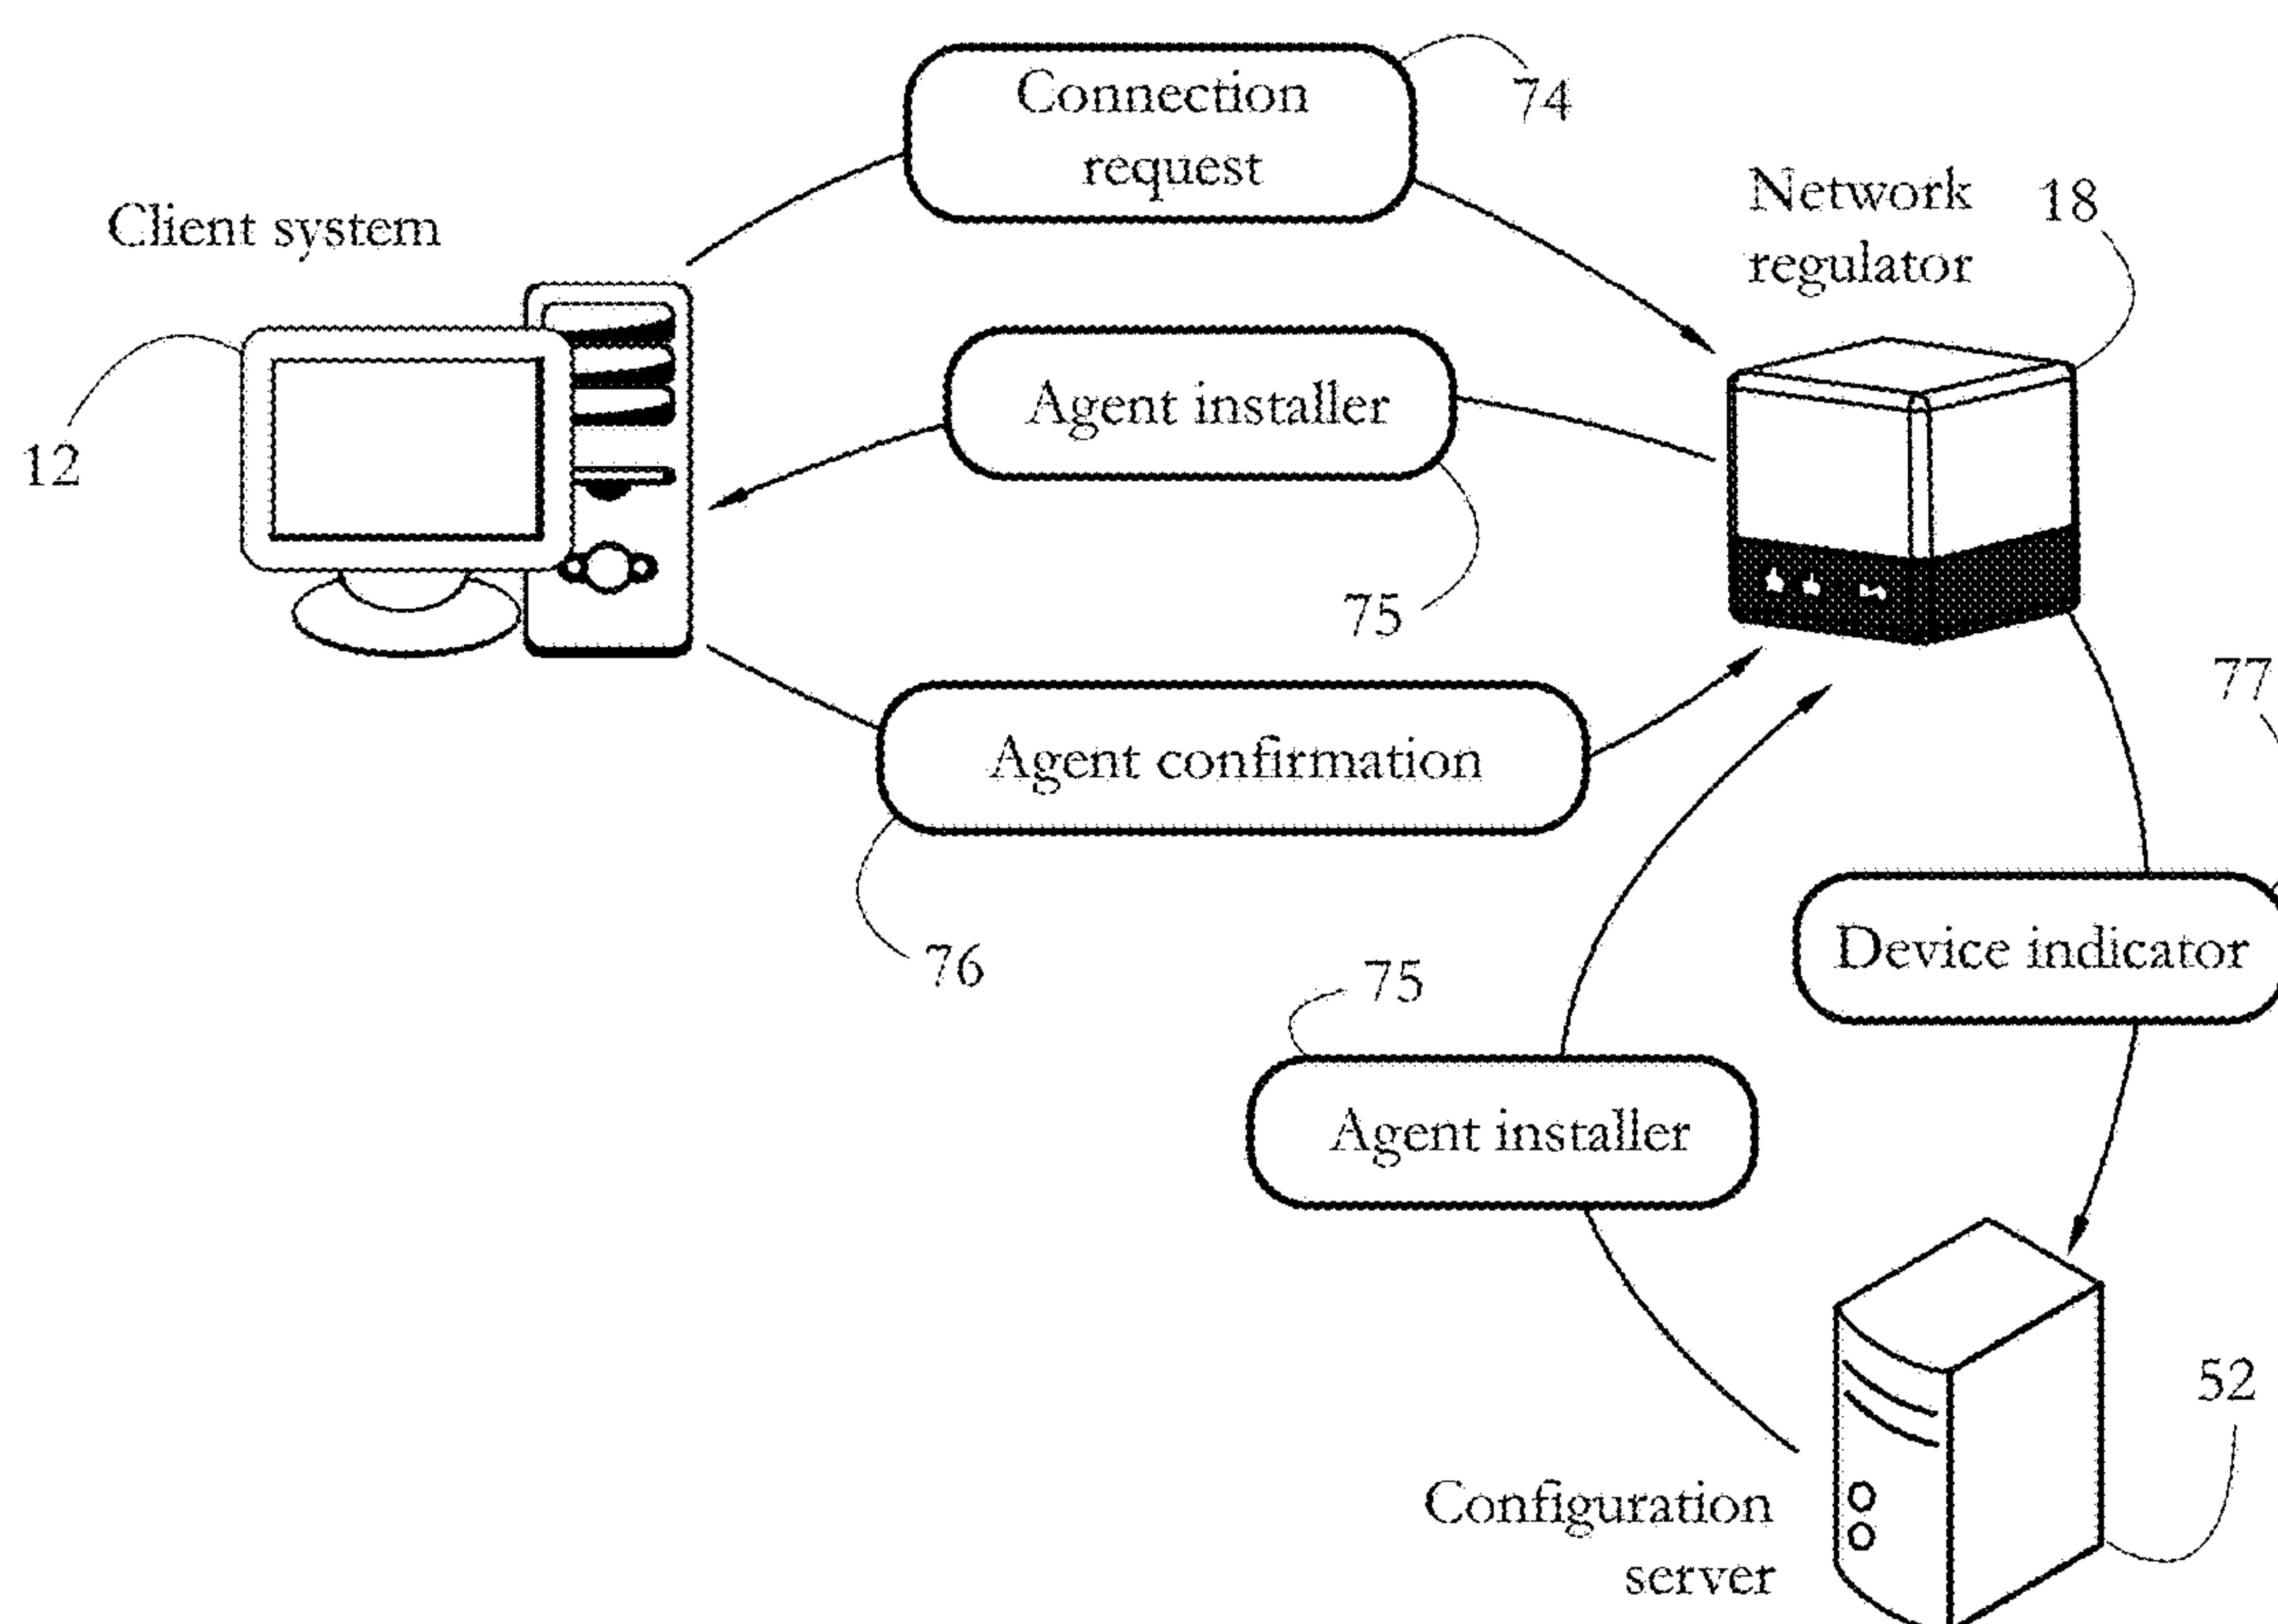 Connection
request
74
Client system
Network
regulator
18
12
Agent installer
75
77
Agent confirmation
76
Device indicator
75
Agent installer
52
Configuration
server